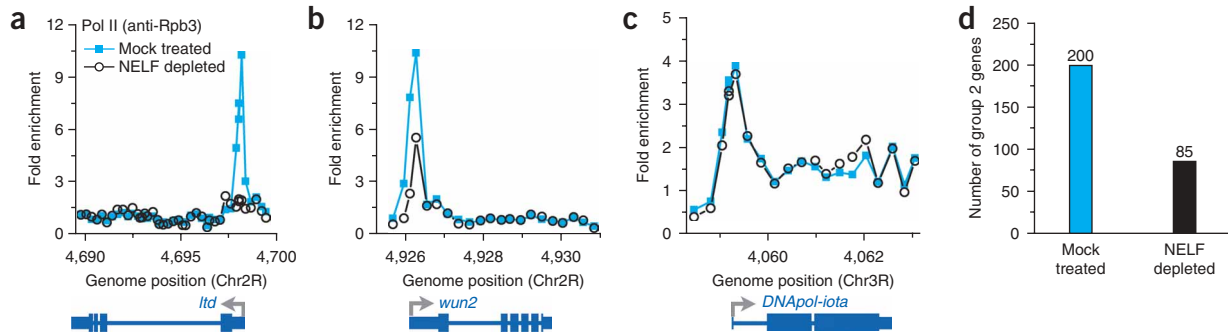 a
Pol II (anti-Rpb3)
Mock treated
NELF depleted
Fold enrichment
12
9
6
3
0
4,690
4,695
4,700
Genome position (Chr2R)
ltd
b
Fold enrichment
12
9
6
3
0
4,926
4,928
4,930
Genome position (Chr2R)
wun2
c
Fold enrichment
5
4
3
2
1
0
4,060
4,062
Genome position (Chr3R)
DNApol-iota
d
Number of group 2 genes
250
200
150
100
50
0
200
85
Mock
treated
NELF
depleted